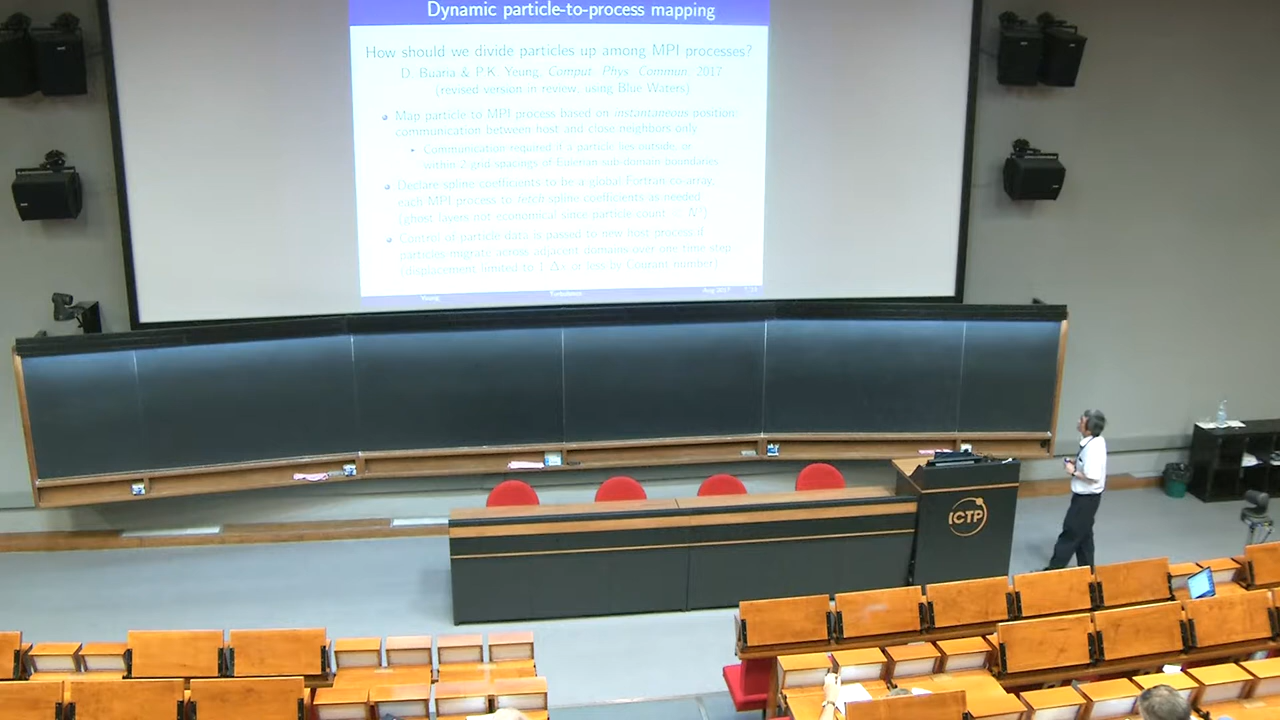 Dynamic particle-to-process mapping
How should we divide particles up among MPI processes?
D. Buaria & P.K. Yeung, Comput. Phys. Commun. 2017
(revised version in review, using Blue Waters)
Map particle to MPI process based on instantaneous position:
communication between host and close neighbors only
Communication required if a particle lies outside, or
within 2 grid spacings of Eulerian sub-domain boundaries
Declare spline coefficients to be a global Fortran co-array,
each MPI process to fetch spline coefficients as needed
(ghost layers not economical since particle count
Control of particle data is passed to new host process if
particles migrate across adjacent domains over one time step
(displacement limited to 1 Δx or less by Courant number)
Yeung
Turbulence
Aug 2017
ICTP